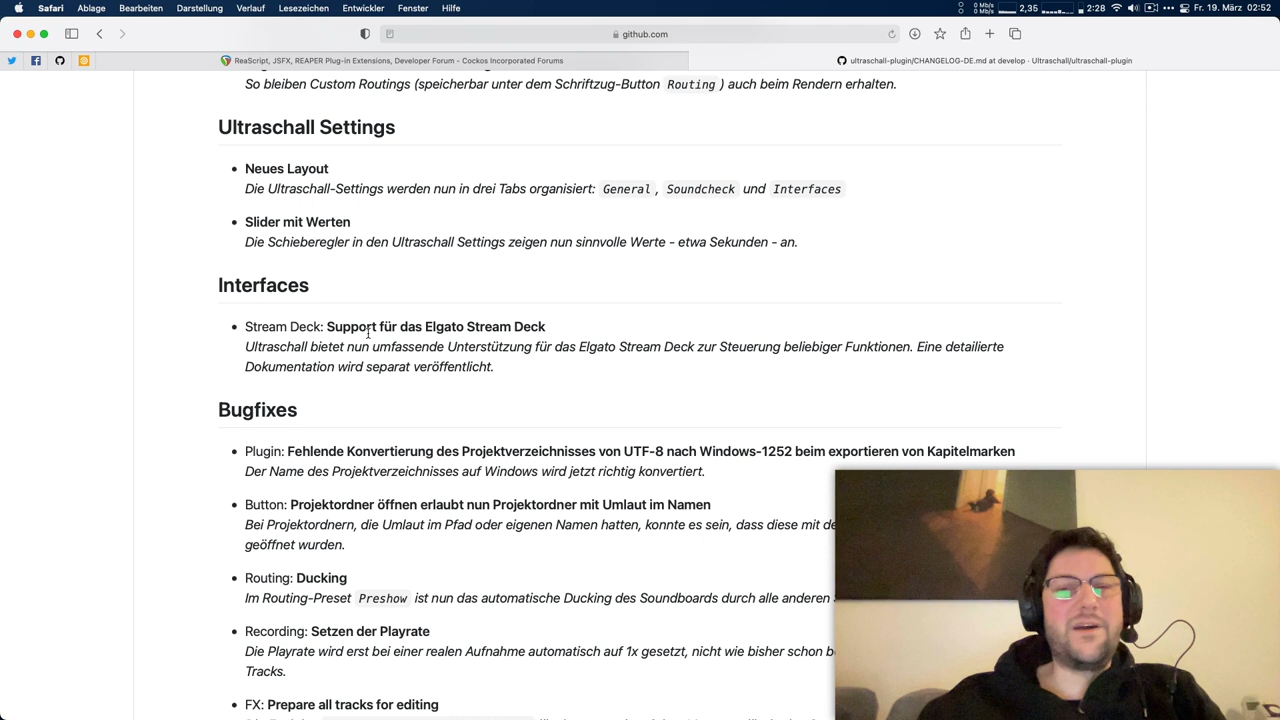 Safari Ablage Bearbeiten Darstellung Verlauf Lesezeichen Entwickler Fenster Hilfe
0 Mb/s
0 Mb/s
2,35
2:28
Fr. 19. März 02:52
github.com
ReaScript, JSFX, REAPER Plug-in Extensions, Developer Forum - Cockos Incorporated Forums
ultraschall-plugin/CHANGELOG-DE.md at develop · Ultraschall/ultraschall-plugin
So bleiben Custom Routings (speicherbar unter dem Schriftzug-Button Routing) auch beim Rendern erhalten.
Ultraschall Settings
Neues Layout
Die Ultraschall-Settings werden nun in drei Tabs organisiert: General, Soundcheck und Interfaces
Slider mit Werten
Die Schieberegler in den Ultraschall Settings zeigen nun sinnvolle Werte - etwa Sekunden - an.
Interfaces
Stream Deck: Support für das Elgato Stream Deck
Ultraschall bietet nun umfassende Unterstützung für das Elgato Stream Deck zur Steuerung beliebiger Funktionen. Eine detailierte
Dokumentation wird separat veröffentlicht.
Bugfixes
Plugin: Fehlende Konvertierung des Projektverzeichnisses von UTF-8 nach Windows-1252 beim exportieren von Kapitelmarken
Der Name des Projektverzeichnisses auf Windows wird jetzt richtig konvertiert.
Button: Projektordner öffnen erlaubt nun Projektordner mit Umlaut im Namen
Bei Projektordnern, die Umlaut im Pfad oder eigenen Namen hatten, konnte es sein, dass diese mit de
geöffnet wurden.
Routing: Ducking
Im Routing-Preset Preshow ist nun das automatische Ducking des Soundboards durch alle anderen
Recording: Setzen der Playrate
Die Playrate wird erst bei einer realen Aufnahme automatisch auf 1x gesetzt, nicht wie bisher schon b
Tracks.
FX: Prepare all tracks for editing